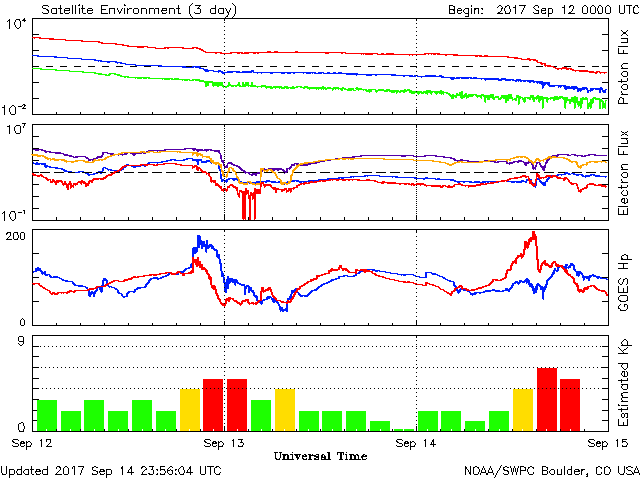 Satellite Environment (3 day) Begin: 2017 Sep 12 0000 UTC
10^4
10^-2
Proton Flux
10^7
10^-1
Electron Flux
200
0
GOES Hp
9
0
Estimated Kp
Sep 12 Sep 13 Sep 14 Sep 15
Universal Time
Updated 2017 Sep 14 23:56:04 UTC NOAA/SWPC Boulder, CO USA